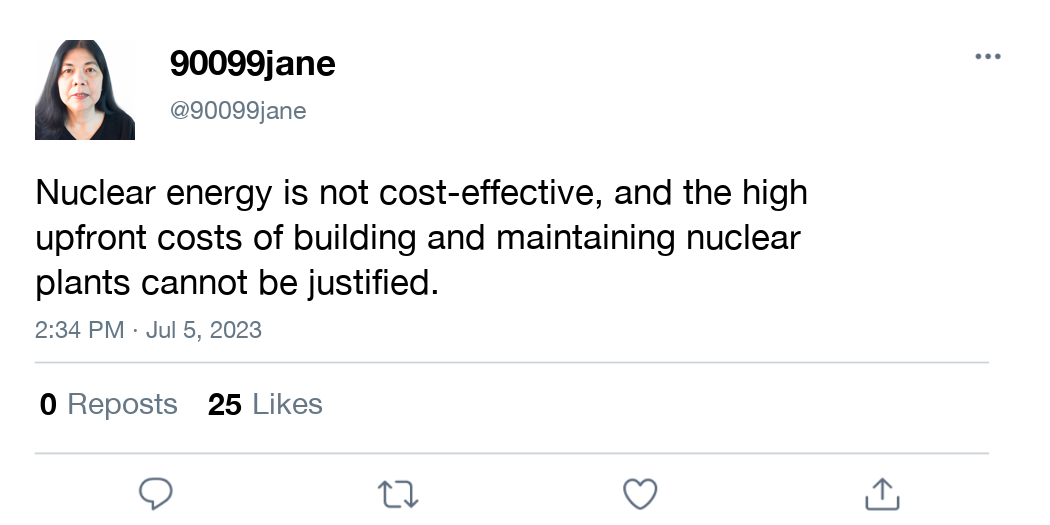 90099jane
@90099jane
Nuclear energy is not cost-effective, and the high
upfront costs of building and maintaining nuclear
plants cannot be justified.
2:34 PM · Jul 5, 2023
0 Reposts 25 Likes